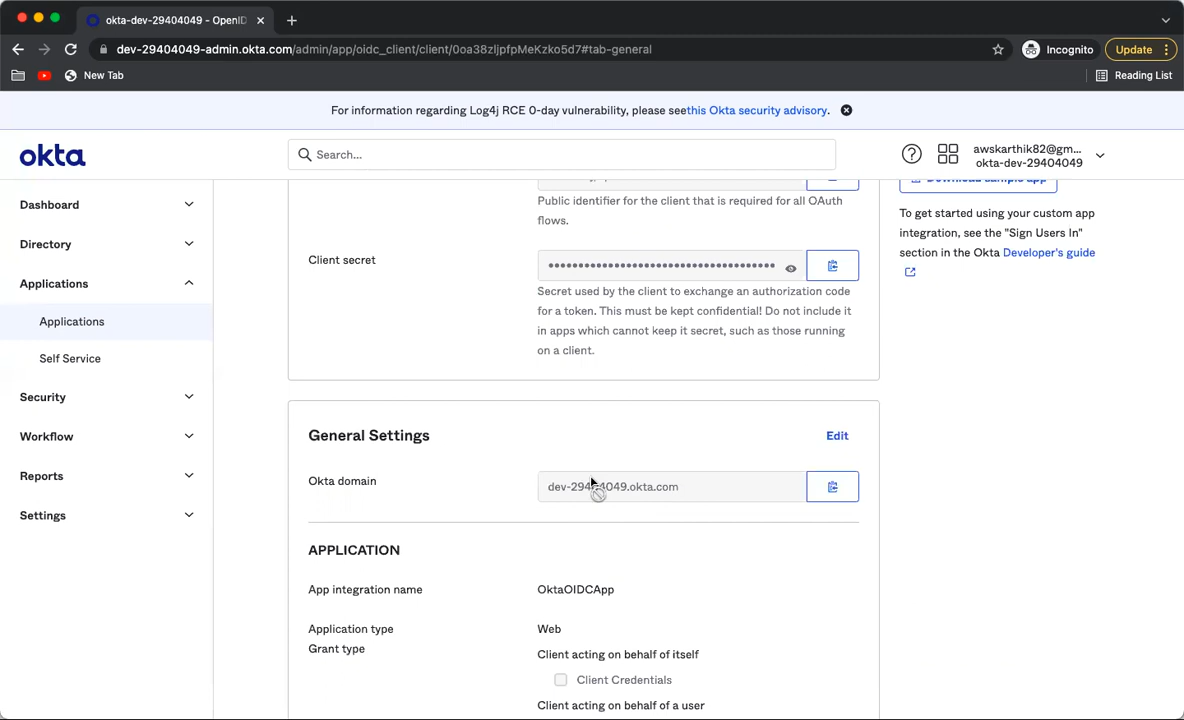 okta-dev-29404049 - OpenID
dev-29404049-admin.okta.com/admin/app/oidc_client/client/0oa38zljpfpMeKzko5d7#tab-general
Incognito
Update
New Tab
Reading List
For information regarding Log4j RCE 0-day vulnerability, please see this Okta security advisory.
okta
Search...
awskarthik82@gm...
okta-dev-29404049
Dashboard
Directory
Applications
Applications
Self Service
Security
Workflow
Reports
Settings
Public identifier for the client that is required for all OAuth
flows.
Client secret
••••••••••••••••••••••••••••••••••••••••
Secret used by the client to exchange an authorization code
for a token. This must be kept confidential! Do not include it
in apps which cannot keep it secret, such as those running
on a client.
General Settings
Edit
Okta domain
dev-29404049.okta.com
APPLICATION
App integration name
OktaOIDCApp
Application type
Web
Grant type
Client acting on behalf of itself
Client Credentials
Client acting on behalf of a user
Download sample app
To get started using your custom app
integration, see the "Sign Users In"
section in the Okta Developer's guide